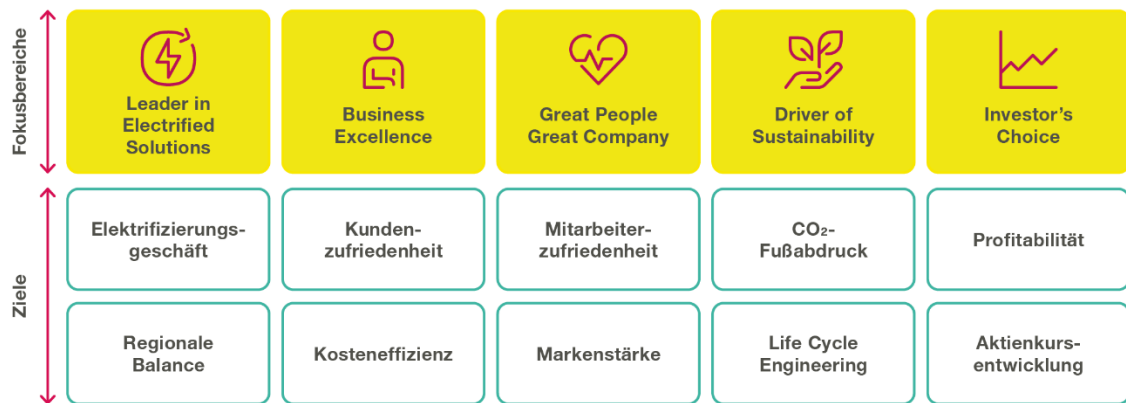 Fokusbereiche
Leader in
Electrified
Solutions
Business
Excellence
Great People
Great Company
Driver of
Sustainability
Investor’s
Choice
Ziele
Elektrifizierungs-
geschäft
Kunden-
zufriedenheit
Mitarbeiter-
zufriedenheit
CO₂-
Fußabdruck
Profitabilität
Regionale
Balance
Kosteneffizienz
Markenstärke
Life Cycle
Engineering
Aktienkurs-
entwicklung